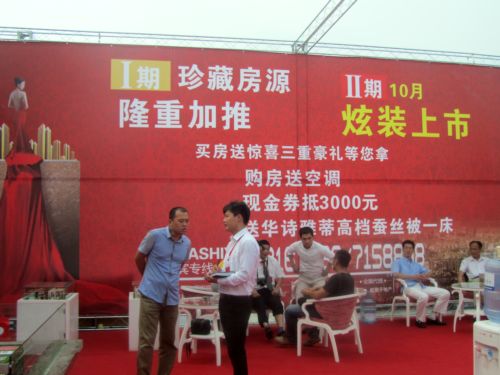 I期 珍藏房源
隆重加推
II期 10月
炫装上市
买房送惊喜三重豪礼等您拿
购房送空调
现金券抵3000元
送华诗雅蒂高档蚕丝被一床
宾专线